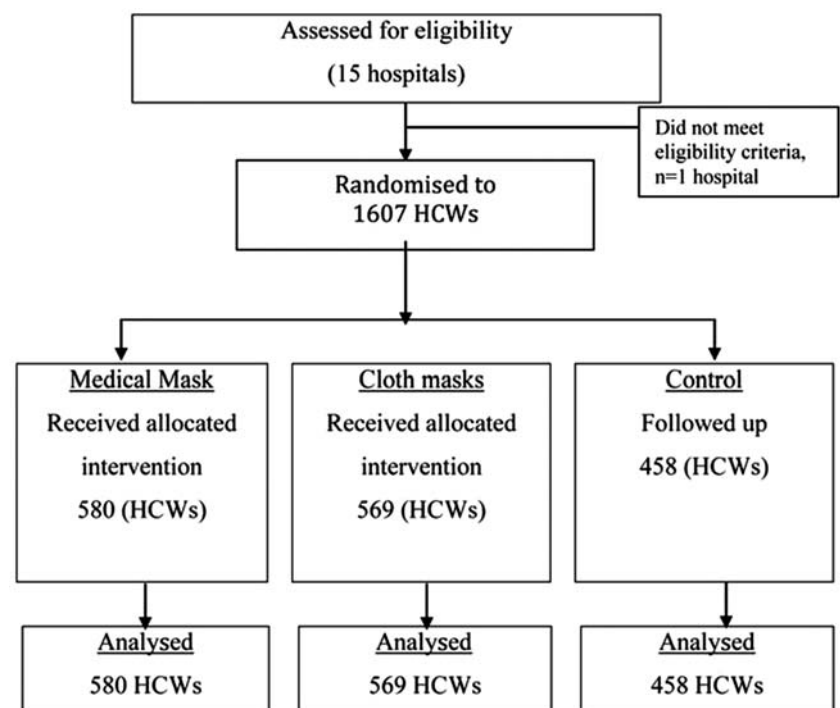 Assessed for eligibility
(15 hospitals)
Did not meet
eligibility criteria,
n=1 hospital
Randomised to
1607 HCWs
Medical Mask
Received allocated
intervention
580 (HCWs)
Cloth masks
Received allocated
intervention
569 (HCWs)
Control
Followed up
458 (HCWs)
Analysed
580 HCWs
Analysed
569 HCWs
Analysed
458 HCWs